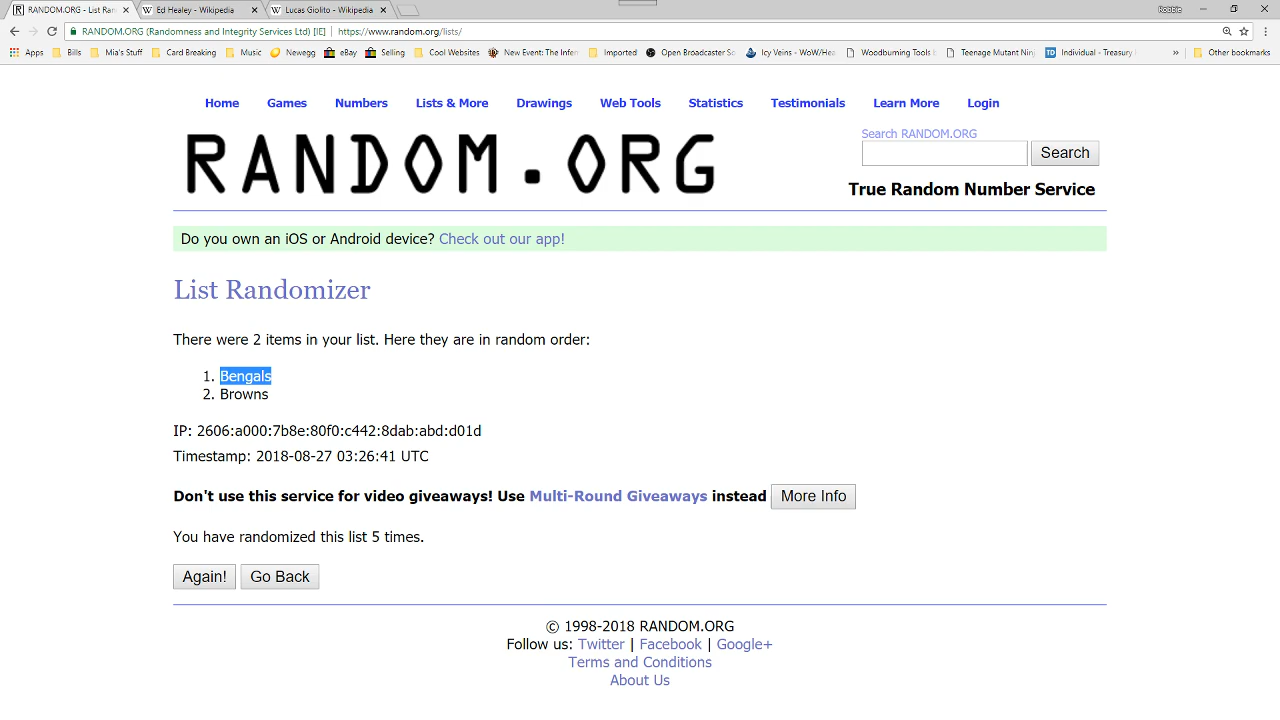 RANDOM.ORG - List Ran
Ed Healey - Wikipedia
Lucas Giolito - Wikipedia
Robbie
RANDOM.ORG (Randomness and Integrity Services Ltd) [IE] | https://www.random.org/lists/
Apps Bills Mia's Stuff Card Breaking Music Newegg eBay Selling Cool Websites New Event: The Infern Imported Open Broadcaster So Icy Veins - WoW/Hea Woodburning Tools Teenage Mutant Ninj Individual - Treasury » Other bookmarks
Home Games Numbers Lists & More Drawings Web Tools Statistics Testimonials Learn More Login
RANDOM.ORG
Search RANDOM.ORG
Search
True Random Number Service
Do you own an iOS or Android device? Check out our app!
List Randomizer
There were 2 items in your list. Here they are in random order:
1. Bengals
2. Browns
IP: 2606:a000:7b8e:80f0:c442:8dab:abd:d01d
Timestamp: 2018-08-27 03:26:41 UTC
Don't use this service for video giveaways! Use Multi-Round Giveaways instead More Info
You have randomized this list 5 times.
Again! Go Back
© 1998-2018 RANDOM.ORG
Follow us: Twitter | Facebook | Google+
Terms and Conditions
About Us